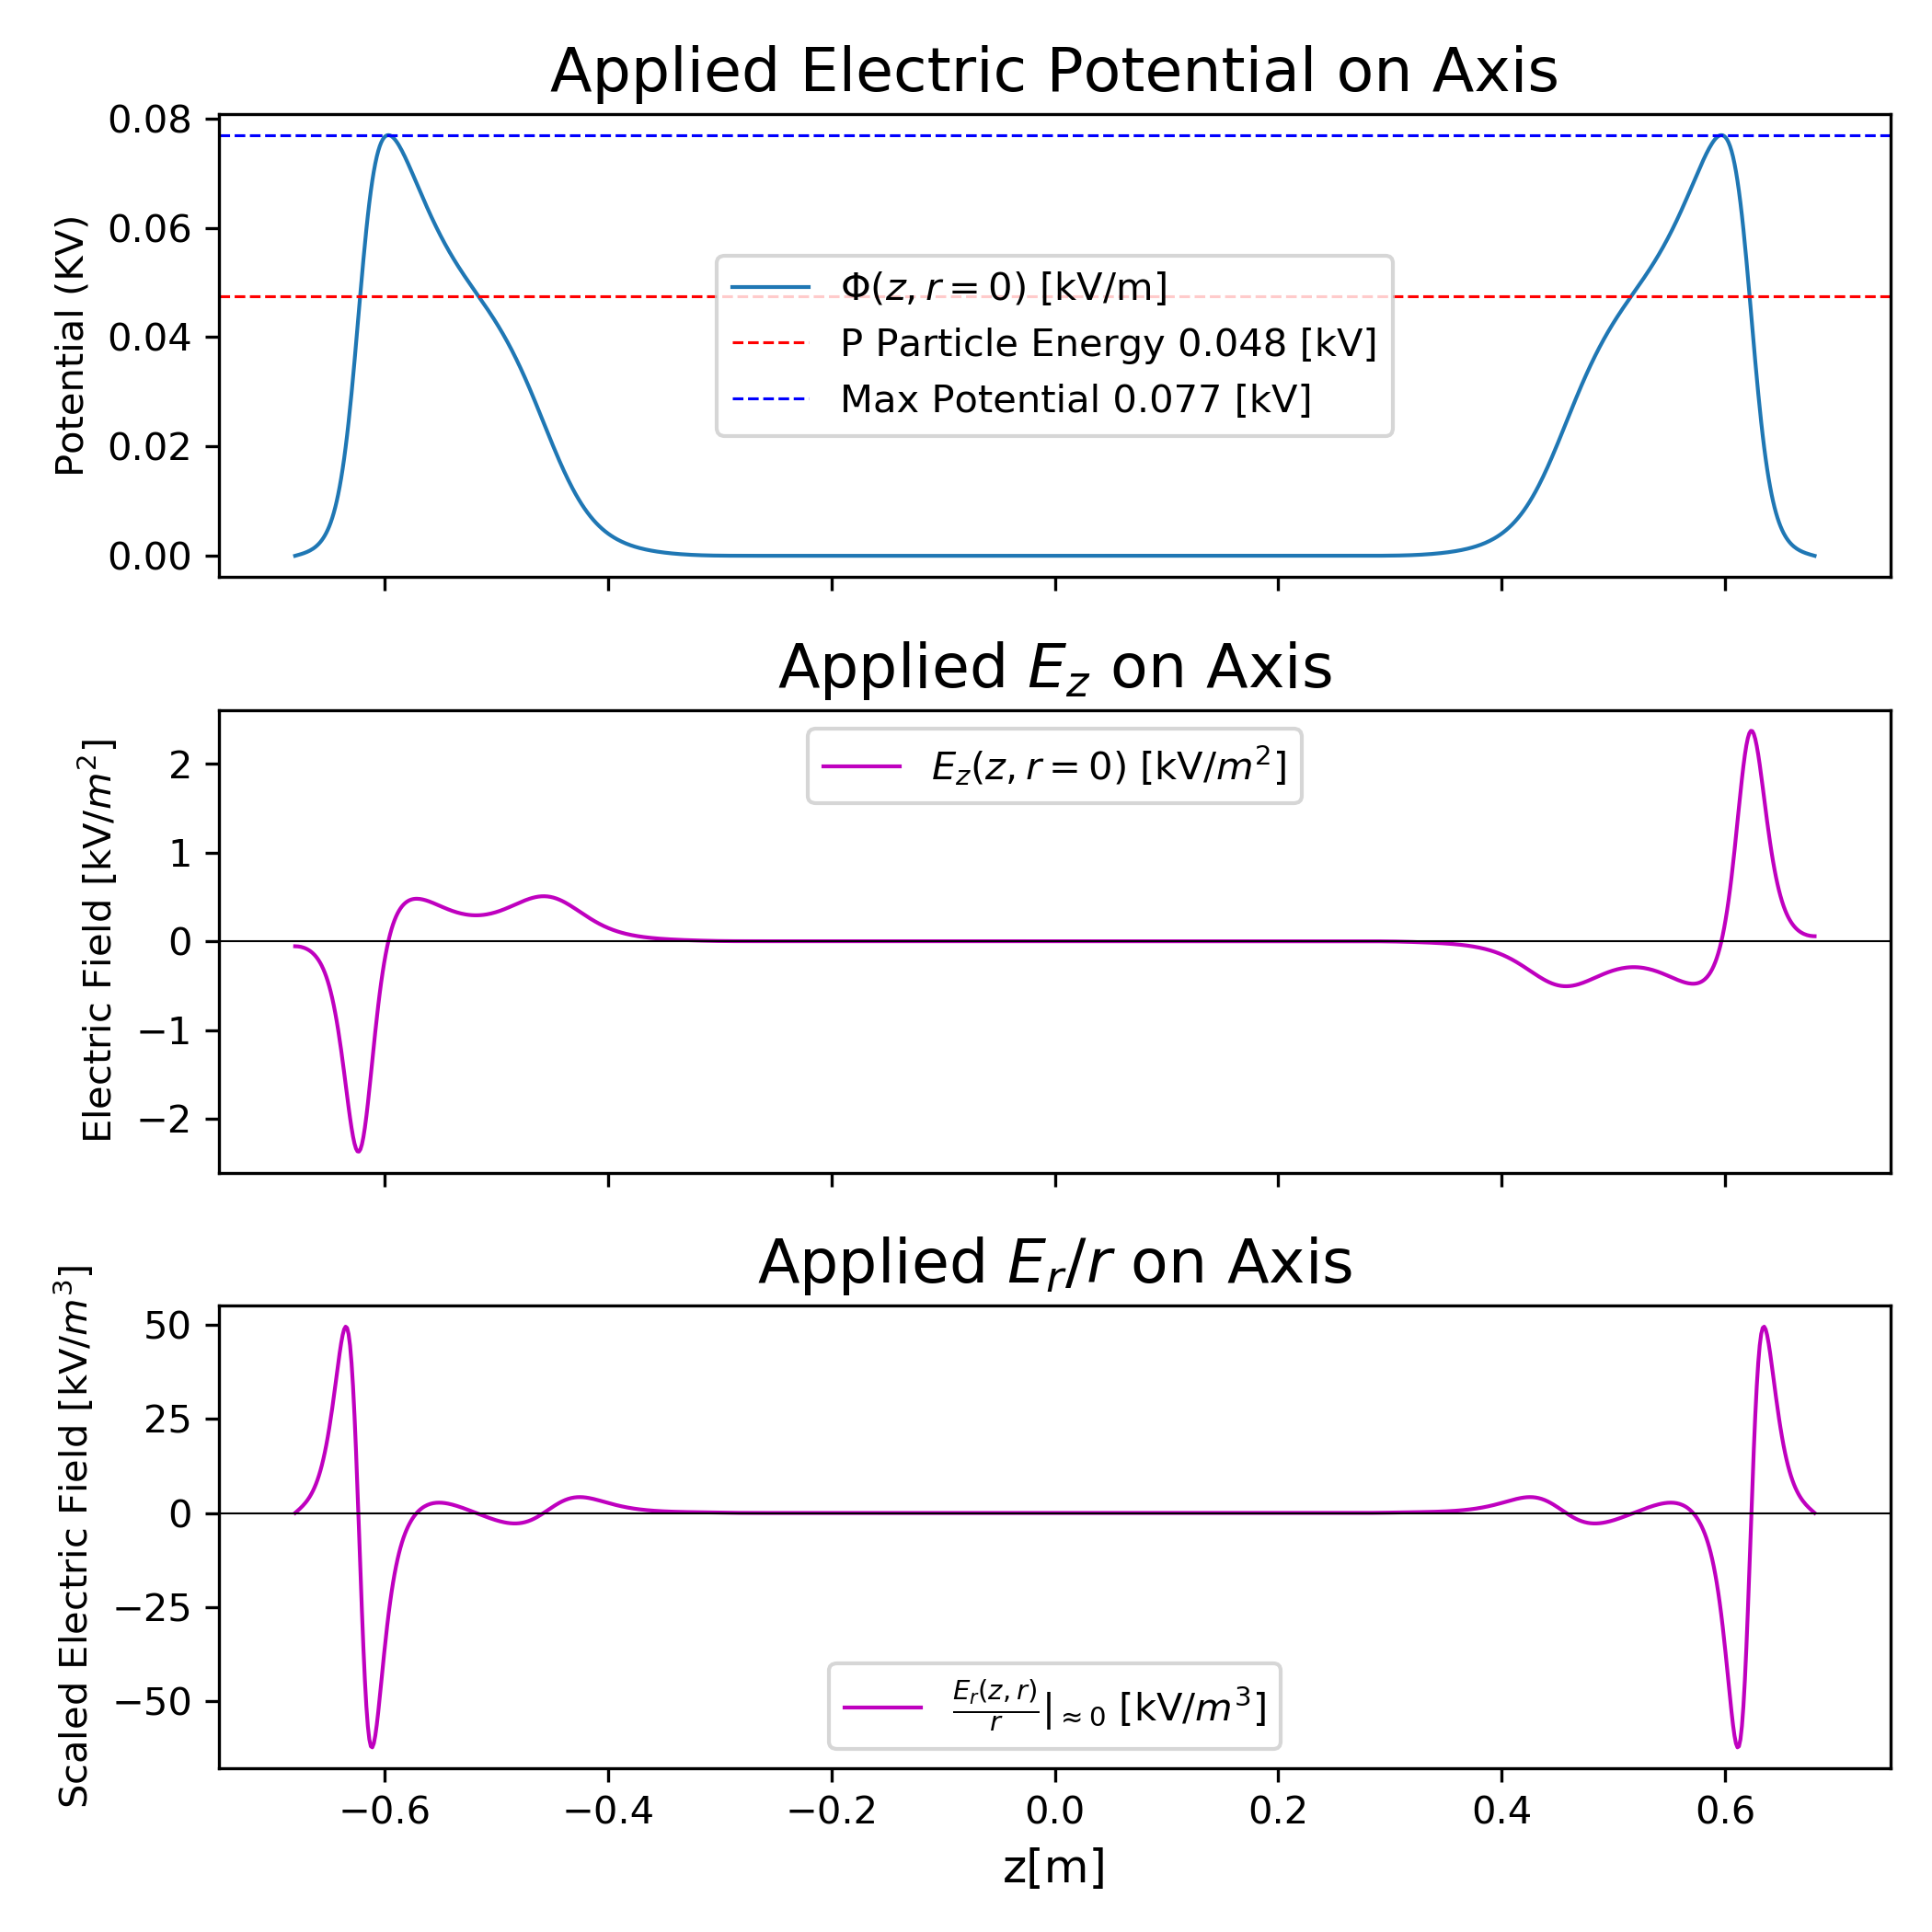 Applied Electric Potential on Axis
Potential (KV)
0.08
0.06
0.04
0.02
0.00
Φ(z, r = 0) [kV/m]
P Particle Energy 0.048 [kV]
Max Potential 0.077 [kV]
Applied E_z on Axis
Electric Field [kV/m²]
2
1
0
−1
−2
E_z(z, r = 0) [kV/m²]
Applied E_r/r on Axis
Scaled Electric Field [kV/m³]
50
25
0
−25
−50
E_r(z, r)/r|≈0 [kV/m³]
−0.6 −0.4 −0.2 0.0 0.2 0.4 0.6
z[m]